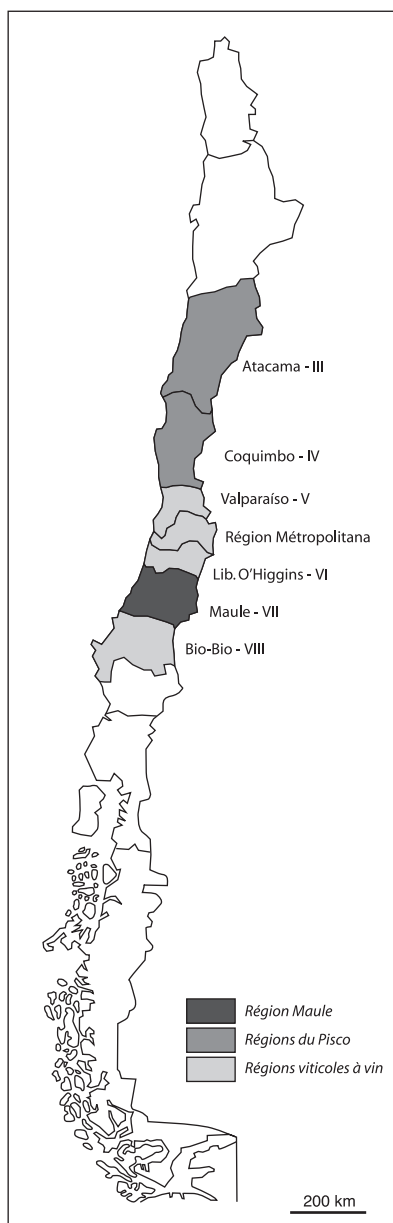 Atacama - III
Coquimbo - IV
Valparaíso - V
Région Métropolitana
Lib. O'Higgins - VI
Maule - VII
Bio-Bio - VIII
Région Maule
Régions du Pisco
Régions viticoles à vin
200 km